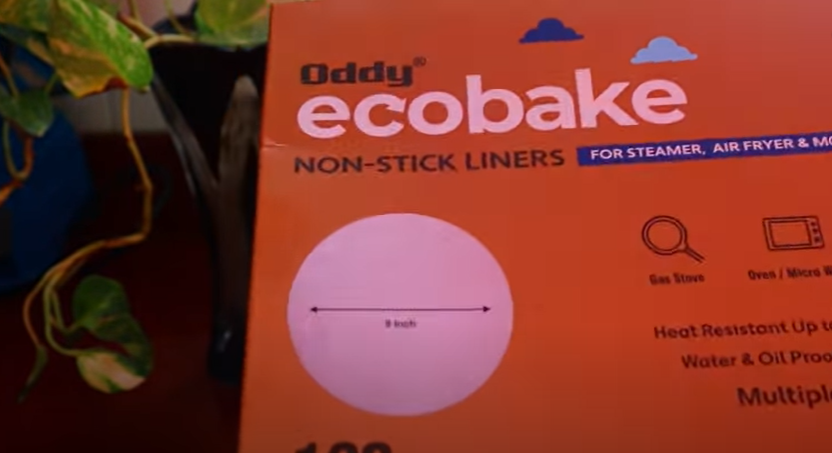 Oddy®
ecobake
NON-STICK LINERS
FOR STEAMER, AIR FRYER & MO
Gas Stove
Oven / Micro W
9 Inch
Heat Resistant Up to
Water & Oil Proo
Multiple